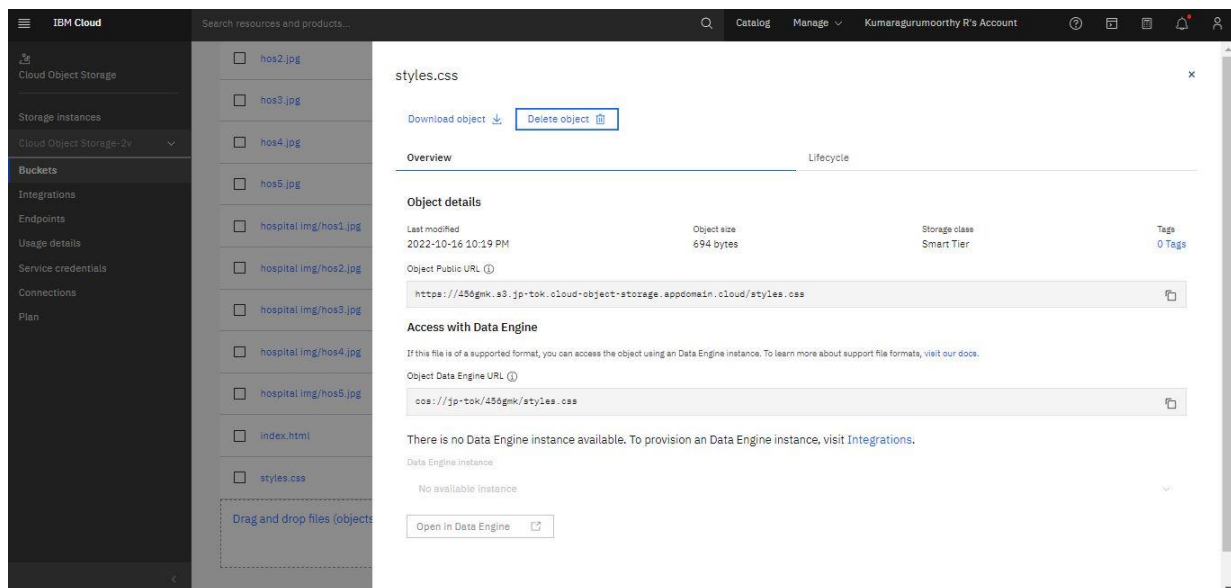 IBM Cloud
Search resources and products...
Catalog
Manage
Kumaragurumoorthy R's Account
Cloud Object Storage
Storage instances
Cloud Object Storage-2v
Buckets
Integrations
Endpoints
Usage details
Service credentials
Connections
Plan
hos2.jpg
hos3.jpg
hos4.jpg
hos5.jpg
hospital img/hos1.jpg
hospital img/hos2.jpg
hospital img/hos3.jpg
hospital img/hos4.jpg
hospital img/hos5.jpg
index.html
styles.css
Drag and drop files (objects
styles.css
Download object
Delete object
Overview
Lifecycle
Object details
Last modified
2022-10-16 10:19 PM
Object size
694 bytes
Storage class
Smart Tier
Tags
0 Tags
Object Public URL
https://456gmk.s3.jp-tok.cloud-object-storage.appdomain.cloud/styles.css
Access with Data Engine
If this file is of a supported format, you can access the object using an Data Engine instance. To learn more about support file formats, visit our docs.
Object Data Engine URL
cos://jp-tok/456gmk/styles.css
There is no Data Engine instance available. To provision an Data Engine instance, visit Integrations.
Data Engine instance
No available instance
Open in Data Engine